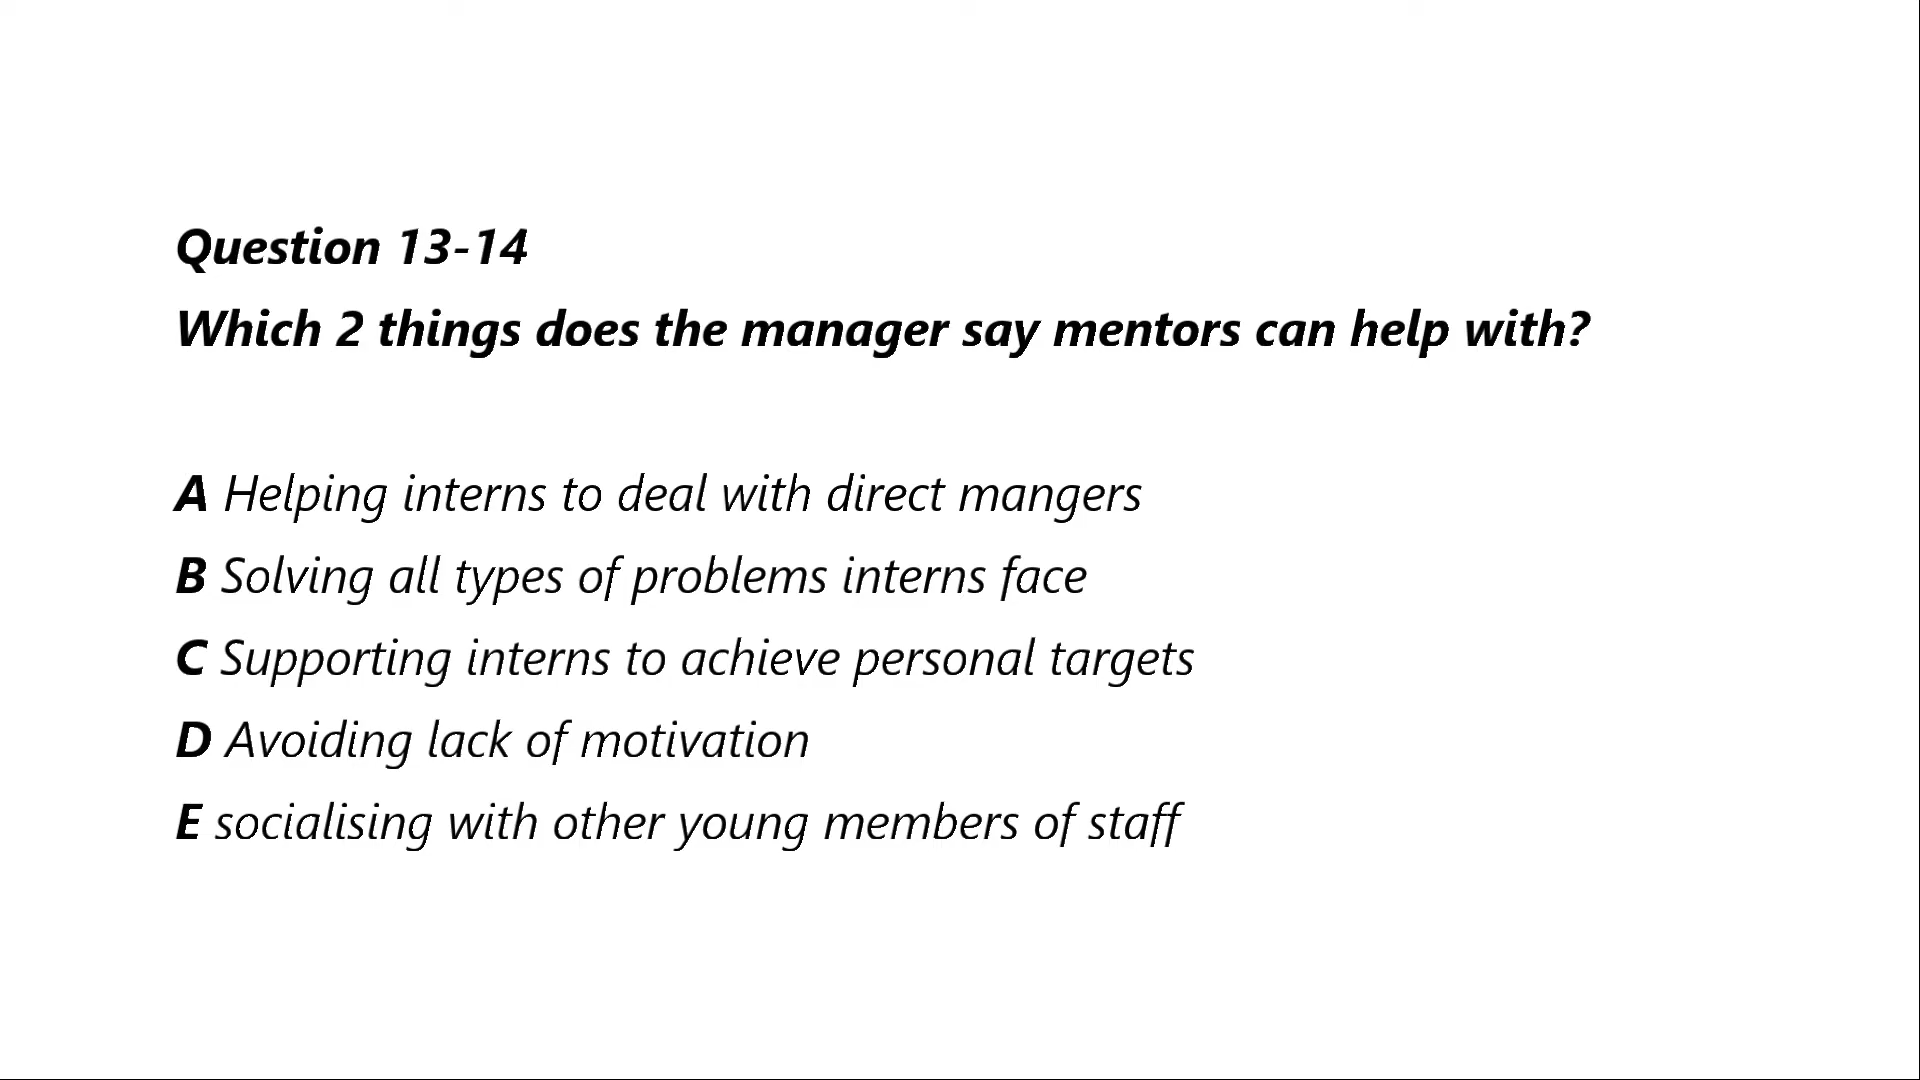 Question 13-14
Which 2 things does the manager say mentors can help with?
A Helping interns to deal with direct mangers
B Solving all types of problems interns face
C Supporting interns to achieve personal targets
D Avoiding lack of motivation
E socialising with other young members of staff